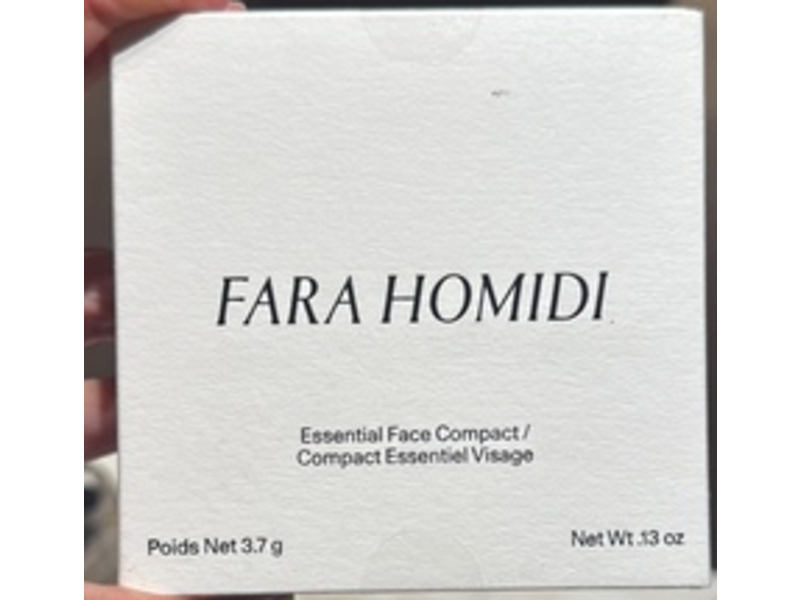 FARA HOMIDI
Essential Face Compact /
Compact Essentiel Visage
Poids Net 3.7 g
Net Wt .13 oz